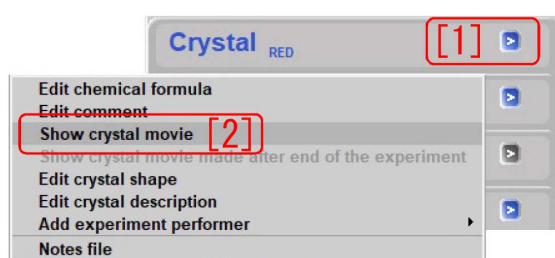 Crystal RED [1]
Edit chemical formula
Edit comment
Show crystal movie [2]
Show crystal movie made after end of the experiment
Edit crystal shape
Edit crystal description
Add experiment performer
Notes file